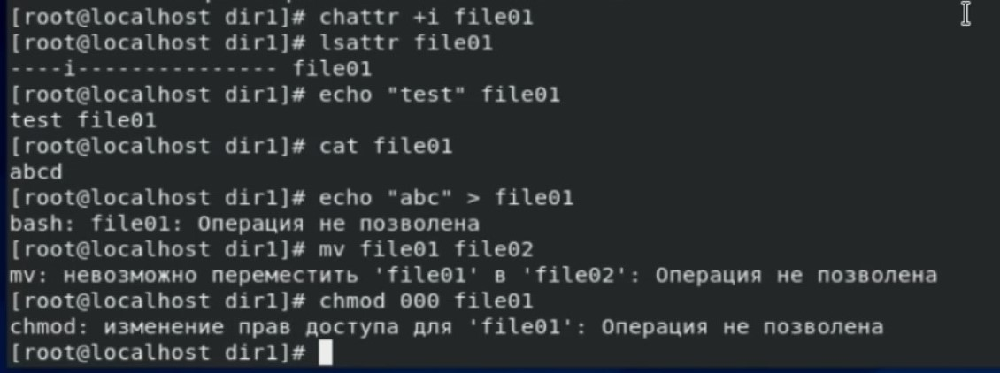 [root@localhost dir1]# chattr +i file01
[root@localhost dir1]# lsattr file01
----i--------------- file01
[root@localhost dir1]# echo "test" file01
test file01
[root@localhost dir1]# cat file01
abcd
[root@localhost dir1]# echo "abc" > file01
bash: file01: Операция не позволена
[root@localhost dir1]# mv file01 file02
mv: невозможно переместить 'file01' в 'file02': Операция не позволена
[root@localhost dir1]# chmod 000 file01
chmod: изменение прав доступа для 'file01': Операция не позволена
[root@localhost dir1]#